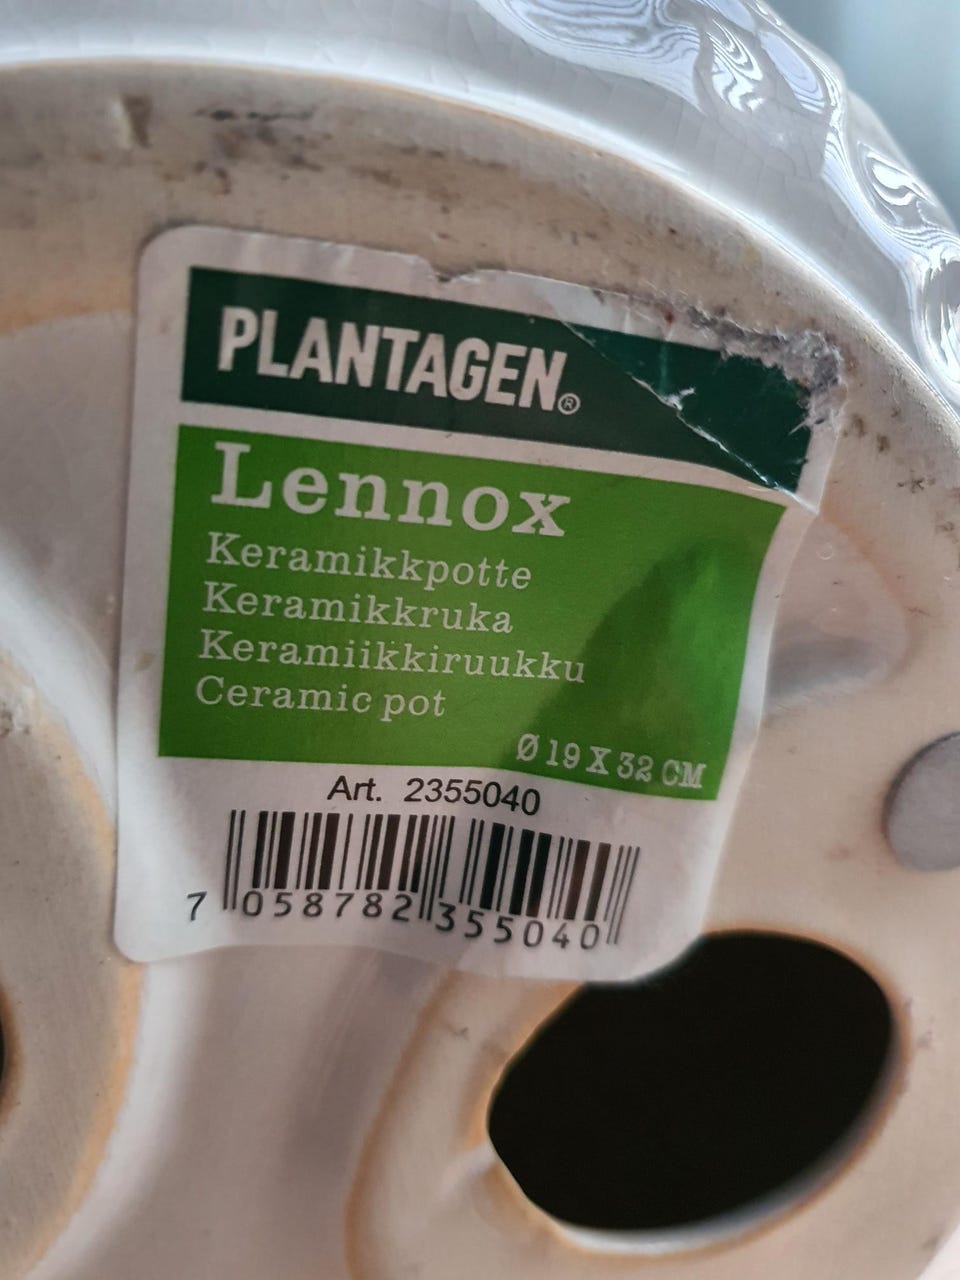 PLANTAGEN®
Lennox
Keramikkpotte
Keramikkruka
Keramiikkiruukku
Ceramic pot
Ø 19 X 32 CM
Art. 2355040
7 058782 355040